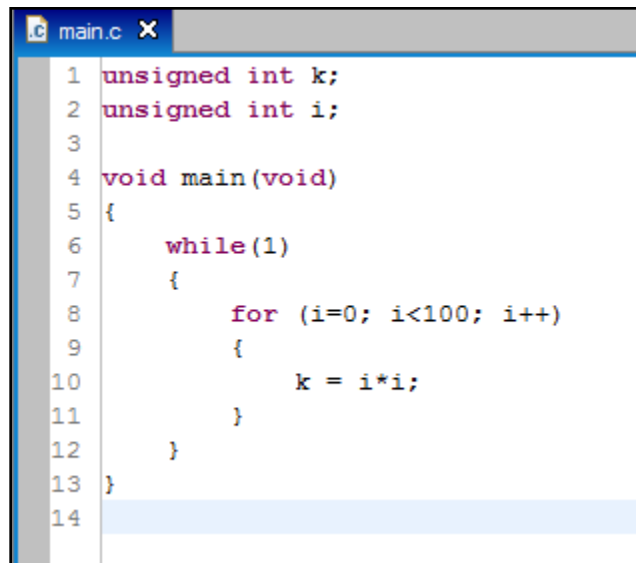 .c main.c X
1 unsigned int k;
2 unsigned int i;
3
4 void main(void)
5 {
6     while(1)
7     {
8         for (i=0; i<100; i++)
9         {
10             k = i*i;
11         }
12     }
13 }
14